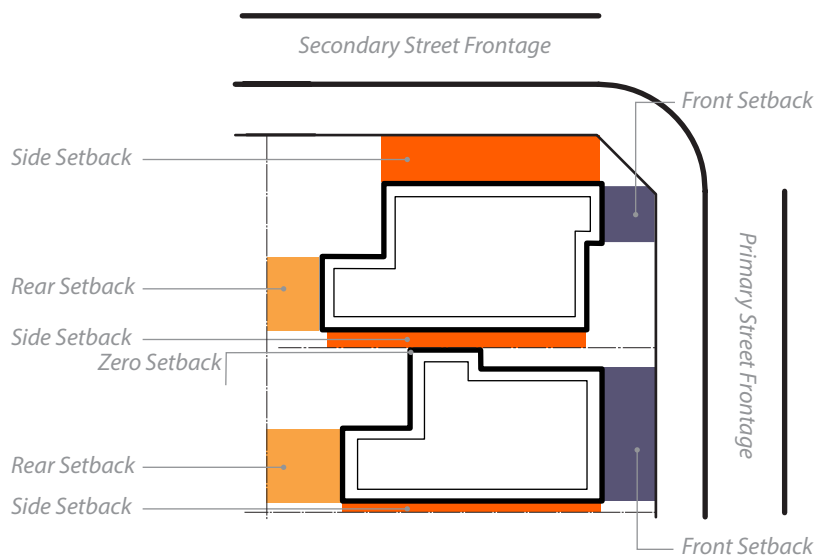 Secondary Street Frontage
Front Setback
Side Setback
Primary Street Frontage
Rear Setback
Side Setback
Zero Setback
Rear Setback
Side Setback
Front Setback